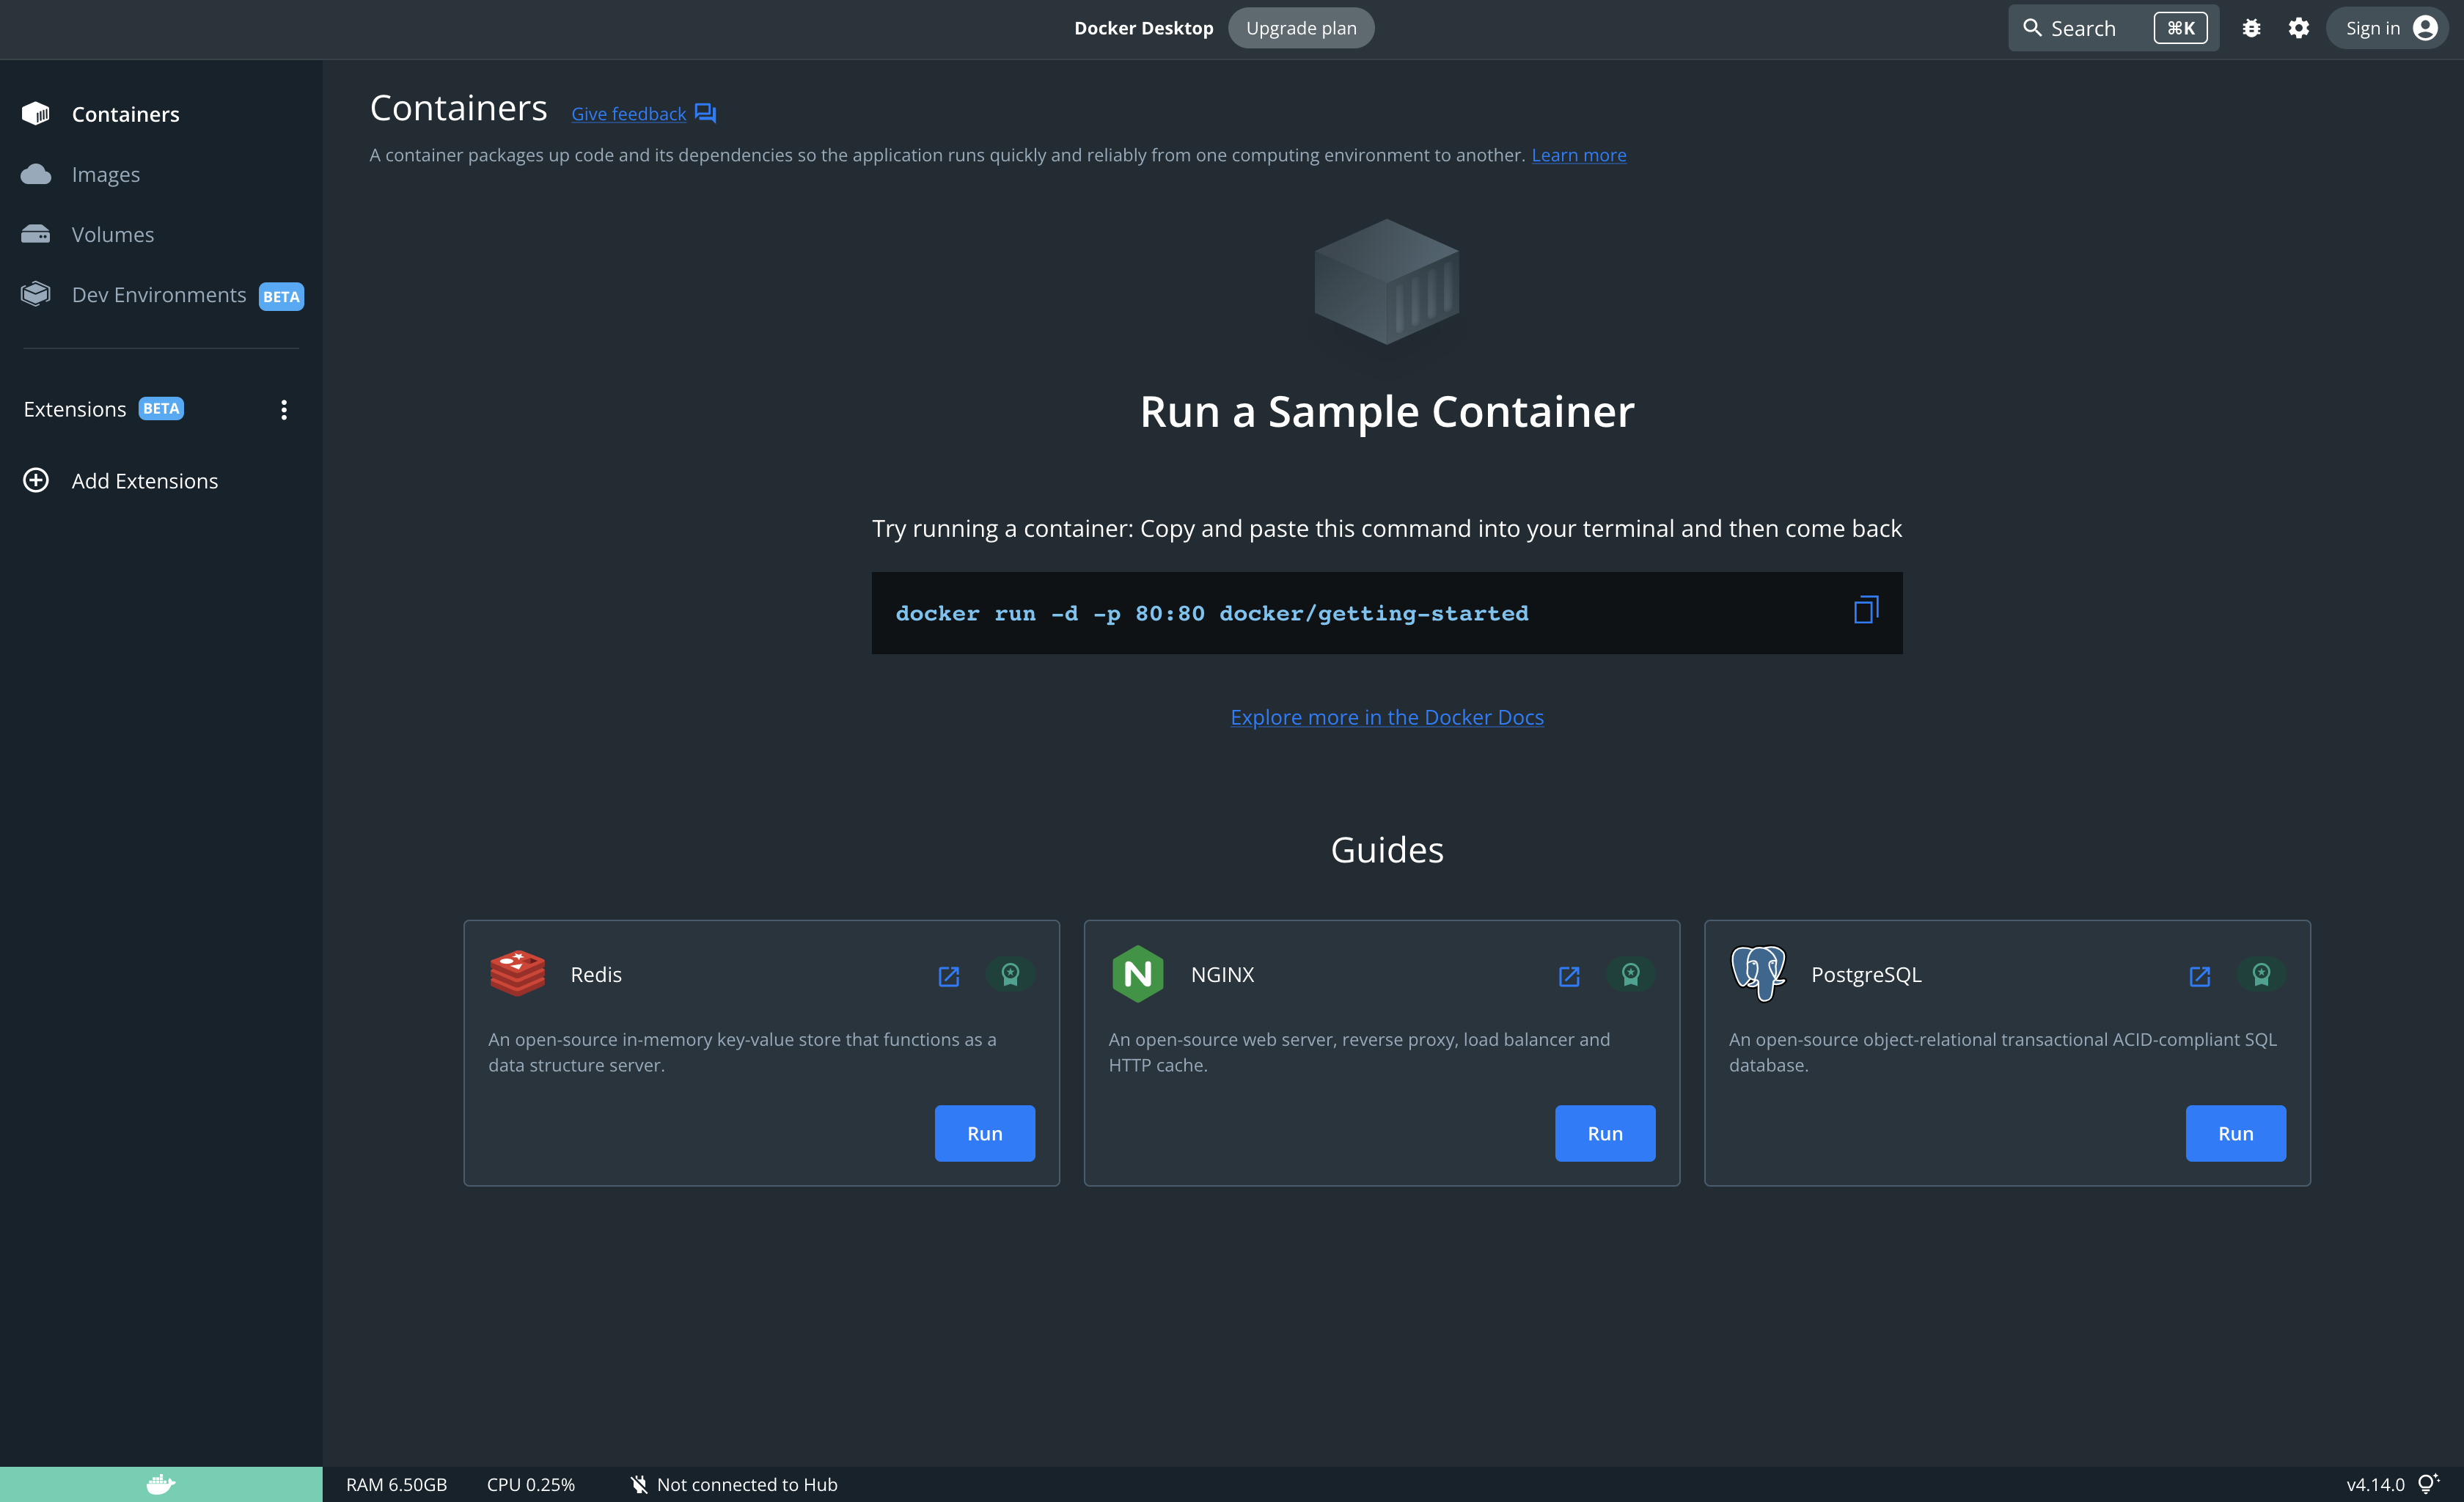 Docker Desktop
Upgrade plan
Search
⌘K
Sign in
Containers
Images
Volumes
Dev Environments BETA
Extensions BETA
Add Extensions
Containers
Give feedback
A container packages up code and its dependencies so the application runs quickly and reliably from one computing environment to another. Learn more
Run a Sample Container
Try running a container: Copy and paste this command into your terminal and then come back
docker run -d -p 80:80 docker/getting-started
Explore more in the Docker Docs
Guides
Redis
An open-source in-memory key-value store that functions as a
data structure server.
Run
NGINX
An open-source web server, reverse proxy, load balancer and
HTTP cache.
Run
PostgreSQL
An open-source object-relational transactional ACID-compliant SQL
database.
Run
RAM 6.50GB
CPU 0.25%
Not connected to Hub
v4.14.0